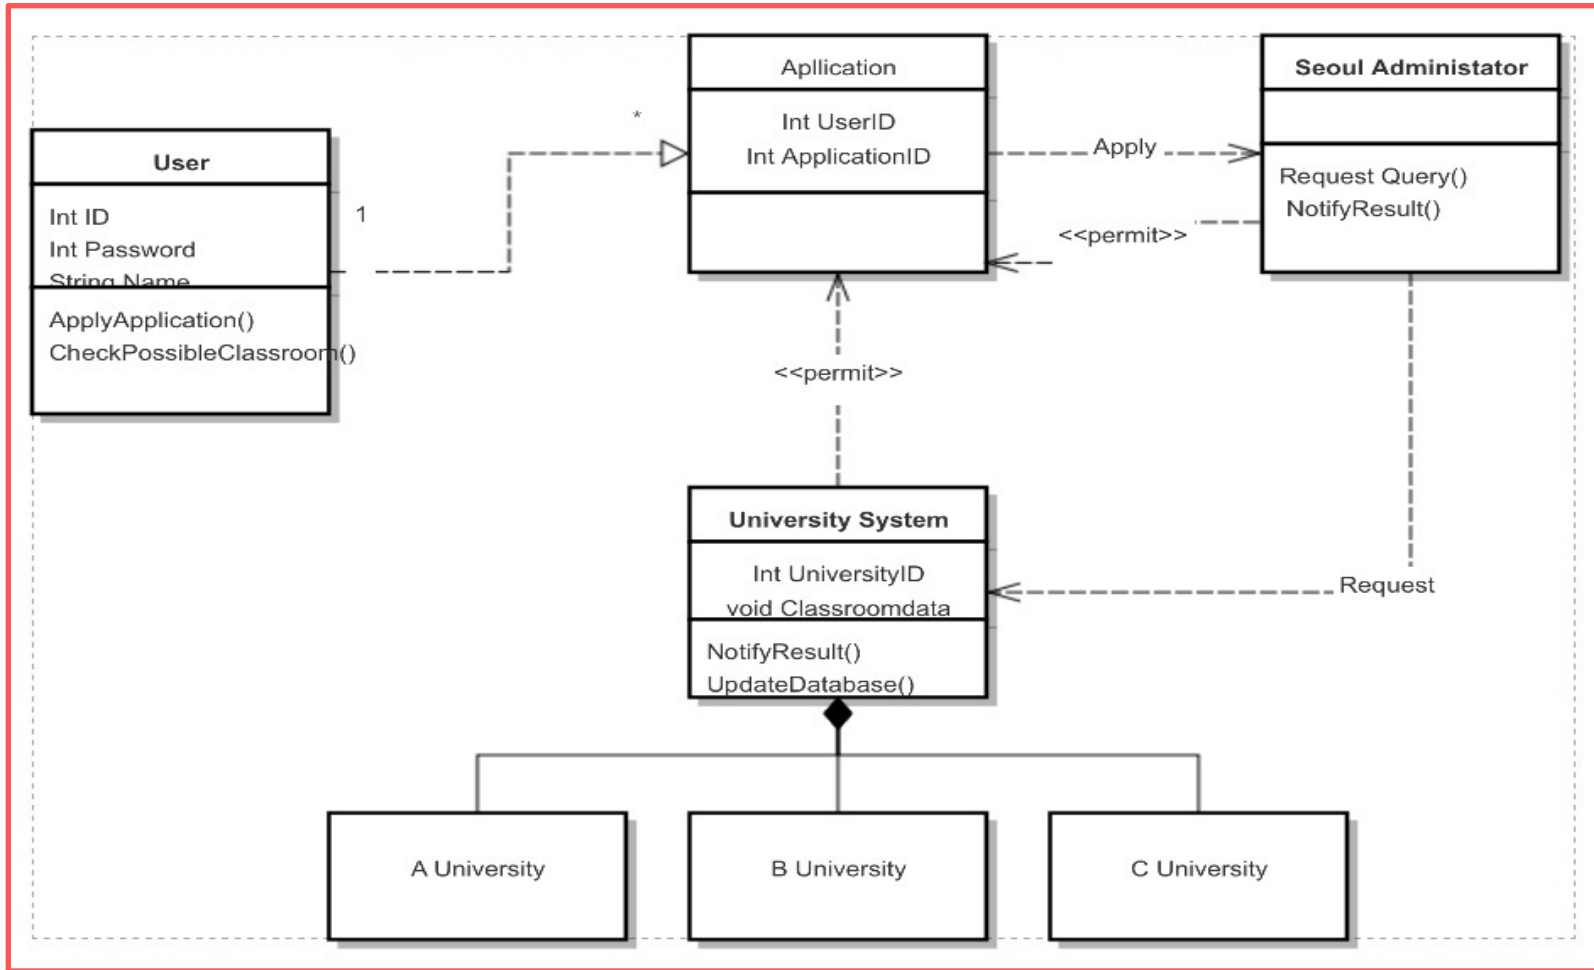 Apllication
Int UserID
Int ApplicationID
Seoul Administator
Request Query()
NotifyResult()
User
Int ID
Int Password
String Name
ApplyApplication()
CheckPossibleClassroom()
1
*
Apply
<<permit>>
<<permit>>
University System
Int UniversityID
void Classroomdata
NotifyResult()
UpdateDatabase()
Request
A University
B University
C University